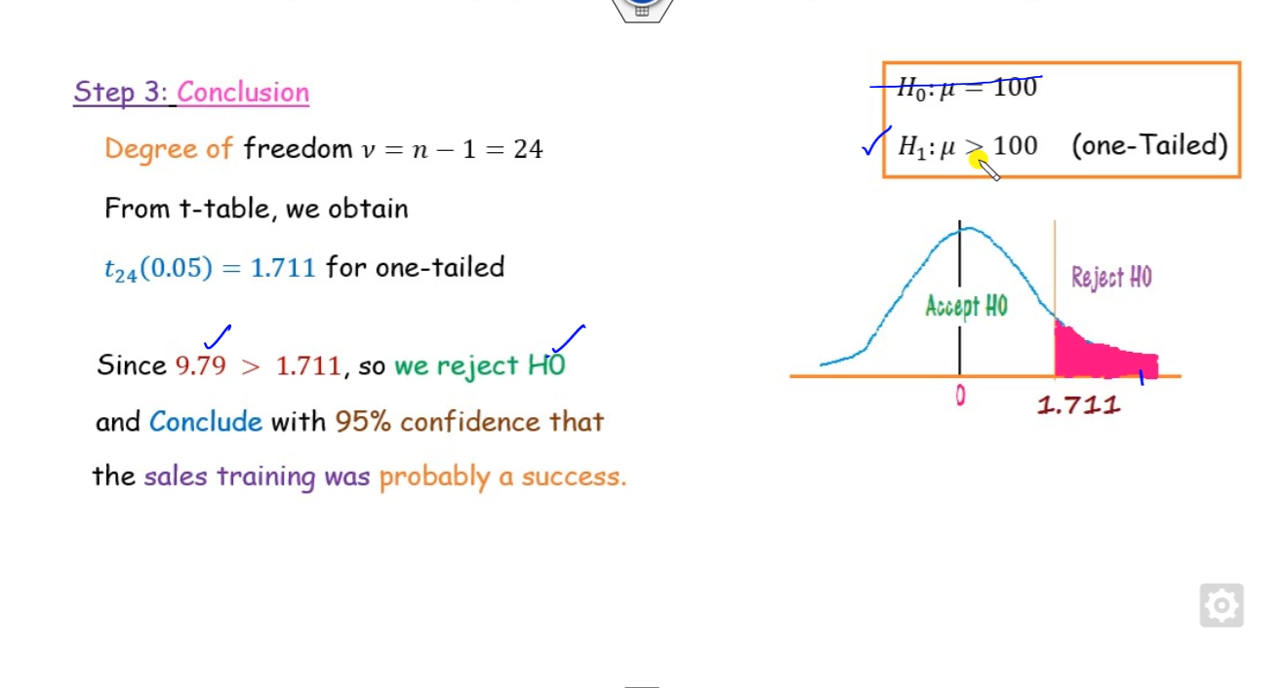 Step 3: Conclusion
Degree of freedom ν = n − 1 = 24
From t-table, we obtain
t₂₄(0.05) = 1.711 for one-tailed
Since 9.79 > 1.711, so we reject H0
and Conclude with 95% confidence that
the sales training was probably a success.
H₀: μ = 100
H₁: μ > 100 (one-Tailed)
Reject H0
Accept H0
0
1.711